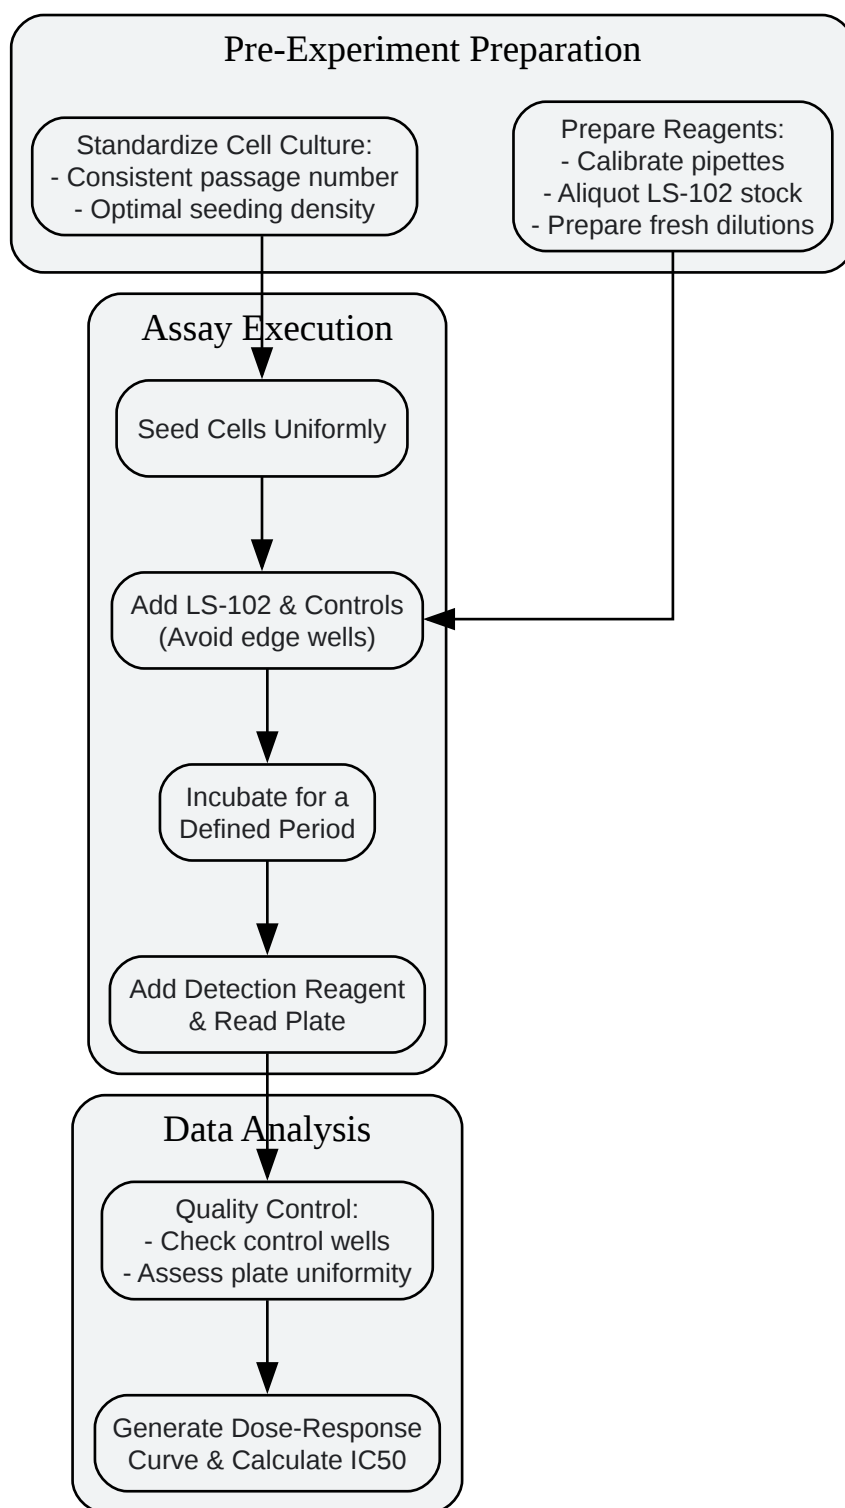 Pre-Experiment Preparation
Standardize Cell Culture:
- Consistent passage number
- Optimal seeding density
Prepare Reagents:
- Calibrate pipettes
- Aliquot LS-102 stock
- Prepare fresh dilutions
Assay Execution
Seed Cells Uniformly
Add LS-102 & Controls
(Avoid edge wells)
Incubate for a
Defined Period
Add Detection Reagent
& Read Plate
Data Analysis
Quality Control:
- Check control wells
- Assess plate uniformity
Generate Dose-Response
Curve & Calculate IC50